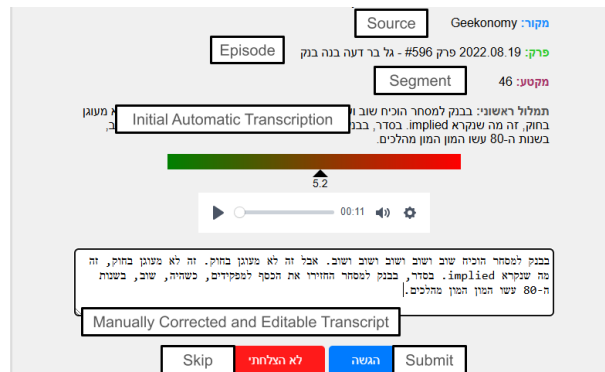 מקור: Geekonomy Source
פרק: 2022.08.19 פרק 596# - גל בר דעה בנה בנק Episode
מקטע: 46 Segment
תמלול ראשוני: בבנק למסחר הוכיח שוב וש א מעוגן
בחוק, זה מה שנקרא implied. בסדר, בבנ ב,
Initial Automatic Transcription
בשנות ה-80 עשו המון המון מהלכים.
5.2
00:11
בבנק למסחר הוכיח שוב ושוב ושוב ושוב ושוב. אבל זה לא מעוגן בחוק. זה לא מעוגן בחוק, זה
מה שנקרא implied. בסדר, בבנק למסחר החזירו את הכסף למפקידים, כשהיה, שוב, בשנות
ה-80 עשו המון המון מהלכים.
Manually Corrected and Editable Transcript
Skip לא הצלחתי הגשה Submit